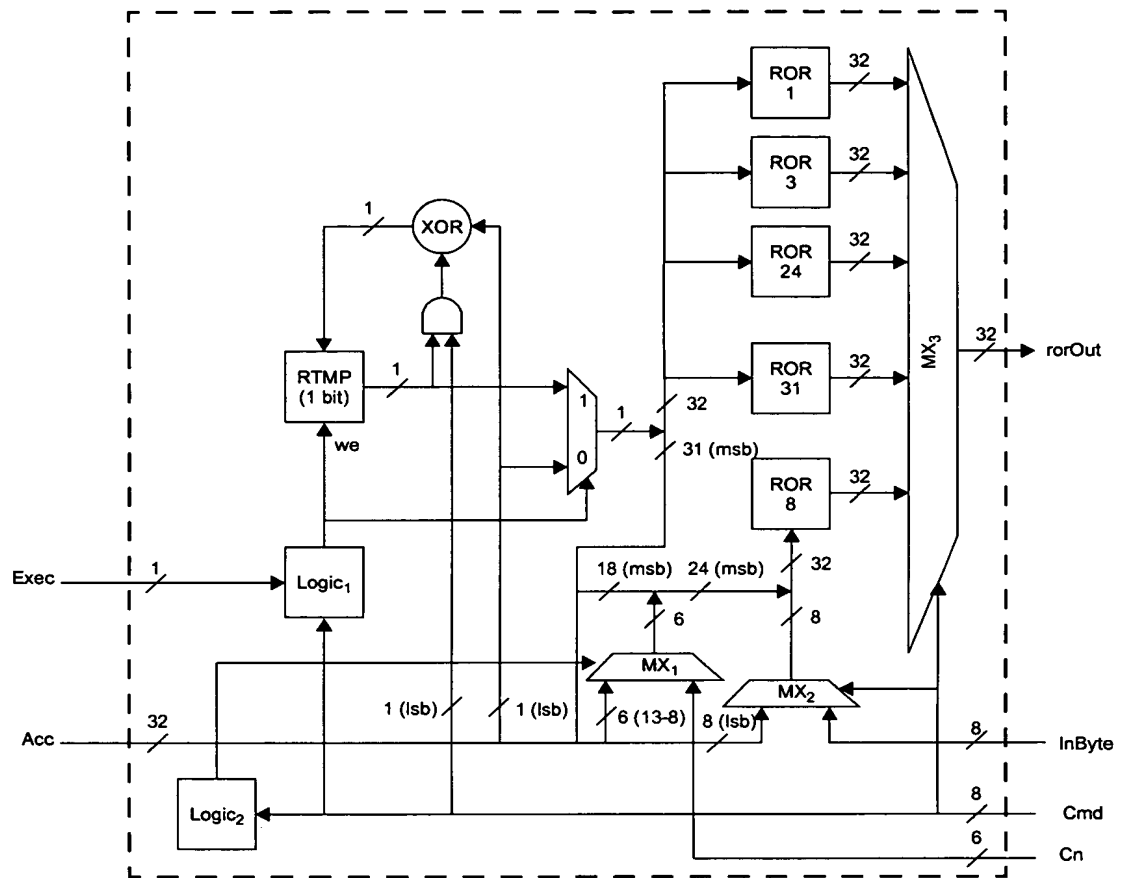 ROR
1
32
ROR
3
32
1
XOR
ROR
24
32
MX3
32
rorOut
RTMP
(1 bit)
1
1
ROR
31
32
we
1
32
31 (msb)
0
ROR
8
32
Exec
1
Logic1
18 (msb)
24 (msb)
32
6
8
MX1
MX2
1 (lsb)
1 (lsb)
6 (13-8)
8 (lsb)
Acc
32
8
InByte
Logic2
8
Cmd
6
Cn